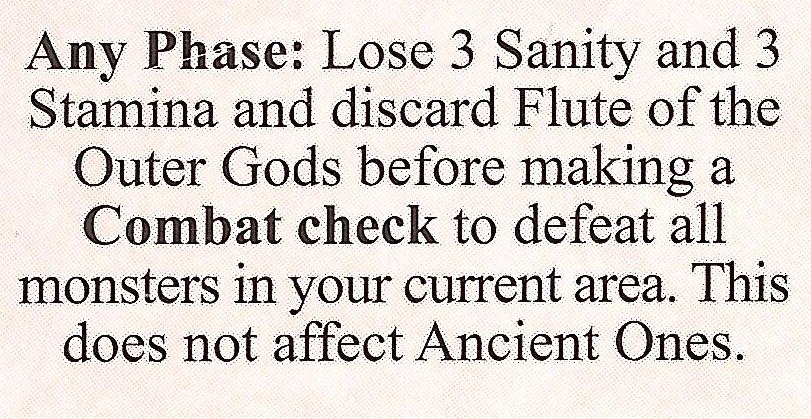 Any Phase: Lose 3 Sanity and 3
Stamina and discard Flute of the
Outer Gods before making a
Combat check to defeat all
monsters in your current area. This
does not affect Ancient Ones.